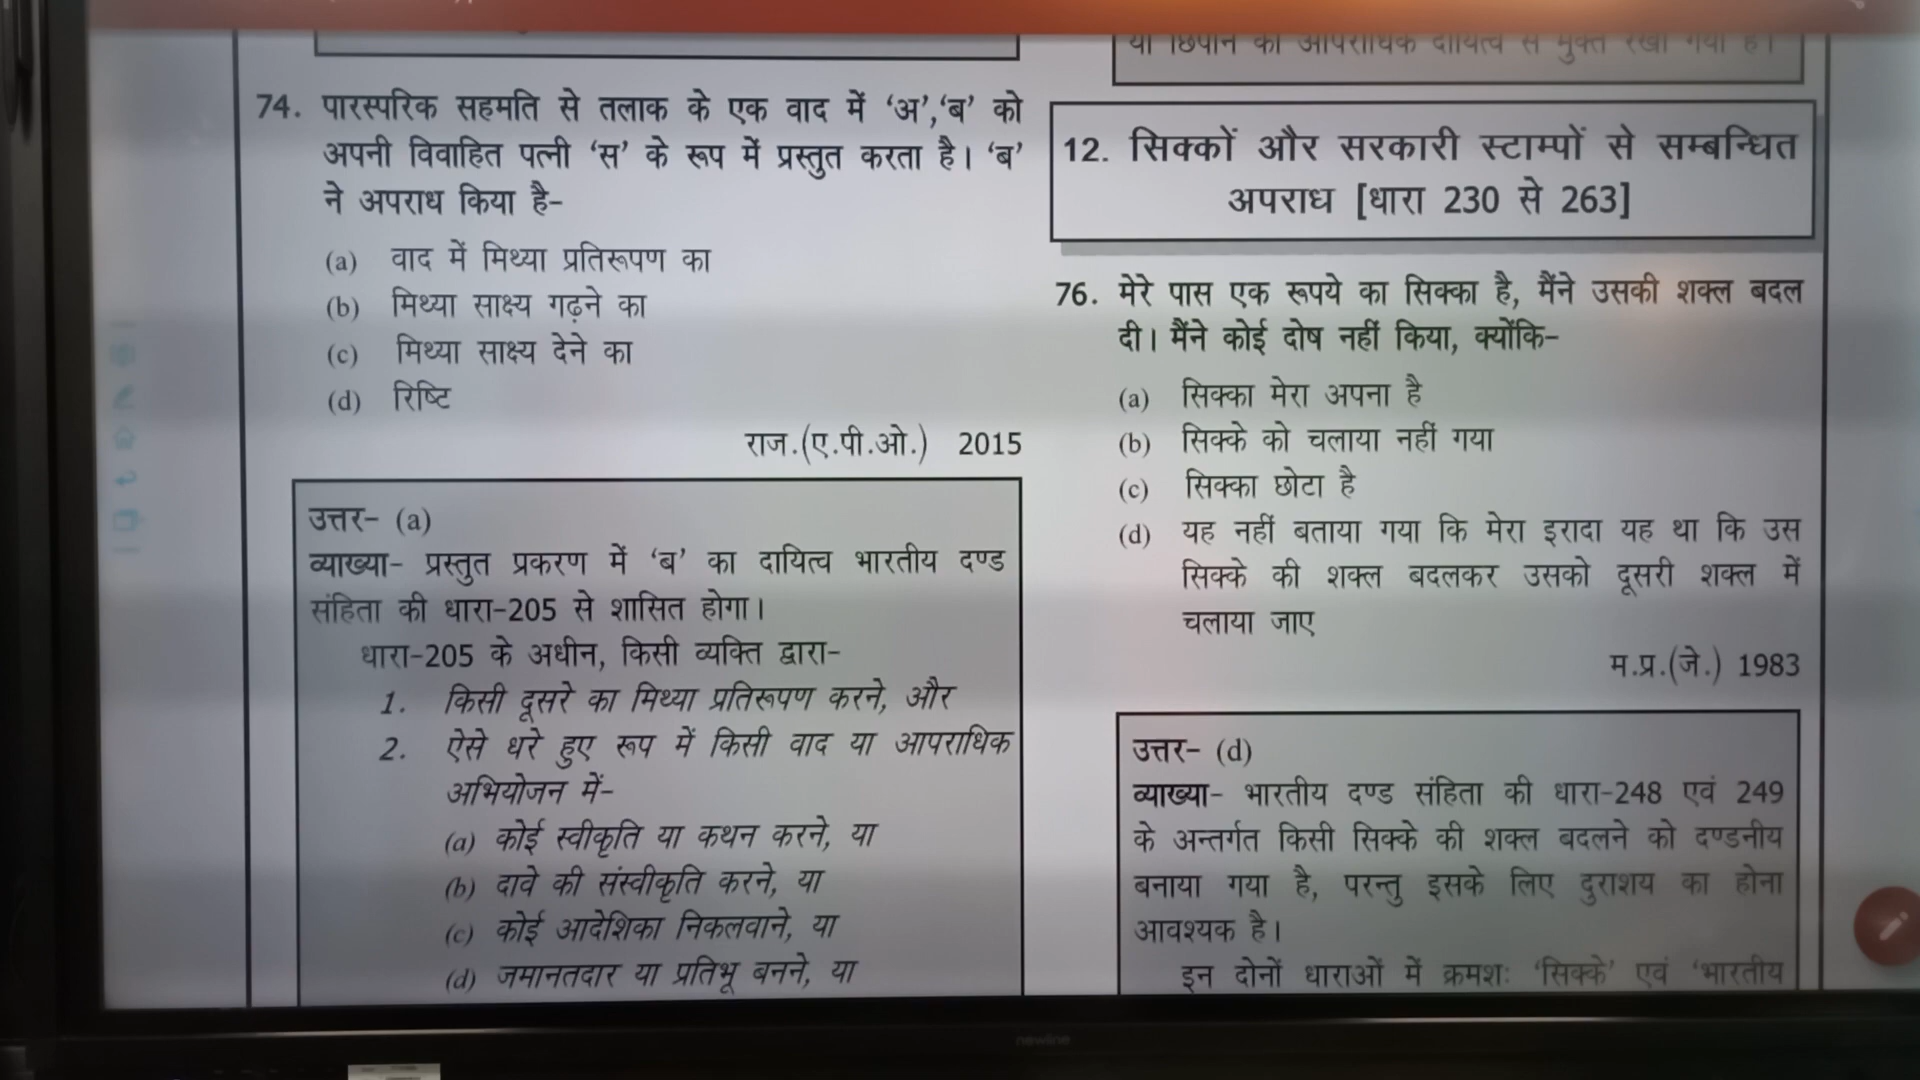 74. पारस्परिक सहमति से तलाक के एक वाद में ‘अ’,‘ब’ को
अपनी विवाहित पत्नी ‘स’ के रूप में प्रस्तुत करता है। ‘ब’
ने अपराध किया है-
(a) वाद में मिथ्या प्रतिरूपण का
(b) मिथ्या साक्ष्य गढ़ने का
(c) मिथ्या साक्ष्य देने का
(d) रिष्टि
राज.(ए.पी.ओ.) 2015
उत्तर- (a)
व्याख्या- प्रस्तुत प्रकरण में ‘ब’ का दायित्व भारतीय दण्ड
संहिता की धारा-205 से शासित होगा।
धारा-205 के अधीन, किसी व्यक्ति द्वारा-
1. किसी दूसरे का मिथ्या प्रतिरूपण करने, और
2. ऐसे धरे हुए रूप में किसी वाद या आपराधिक
अभियोजन में-
(a) कोई स्वीकृति या कथन करने, या
(b) दावे की संस्वीकृति करने, या
(c) कोई आदेशिका निकलवाने, या
(d) जमानतदार या प्रतिभू बनने, या
या छिपाने को आपराधिक दायित्व से मुक्त रखा गया है।
12. सिक्कों और सरकारी स्टाम्पों से सम्बन्धित
अपराध [धारा 230 से 263]
76. मेरे पास एक रूपये का सिक्का है, मैंने उसकी शक्ल बदल
दी। मैंने कोई दोष नहीं किया, क्योंकि-
(a) सिक्का मेरा अपना है
(b) सिक्के को चलाया नहीं गया
(c) सिक्का छोटा है
(d) यह नहीं बताया गया कि मेरा इरादा यह था कि उस
सिक्के की शक्ल बदलकर उसको दूसरी शक्ल में
चलाया जाए
म.प्र.(जे.) 1983
उत्तर- (d)
व्याख्या- भारतीय दण्ड संहिता की धारा-248 एवं 249
के अन्तर्गत किसी सिक्के की शक्ल बदलने को दण्डनीय
बनाया गया है, परन्तु इसके लिए दुराशय का होना
आवश्यक है।
इन दोनों धाराओं में क्रमशः ‘सिक्के’ एवं ‘भारतीय
newline